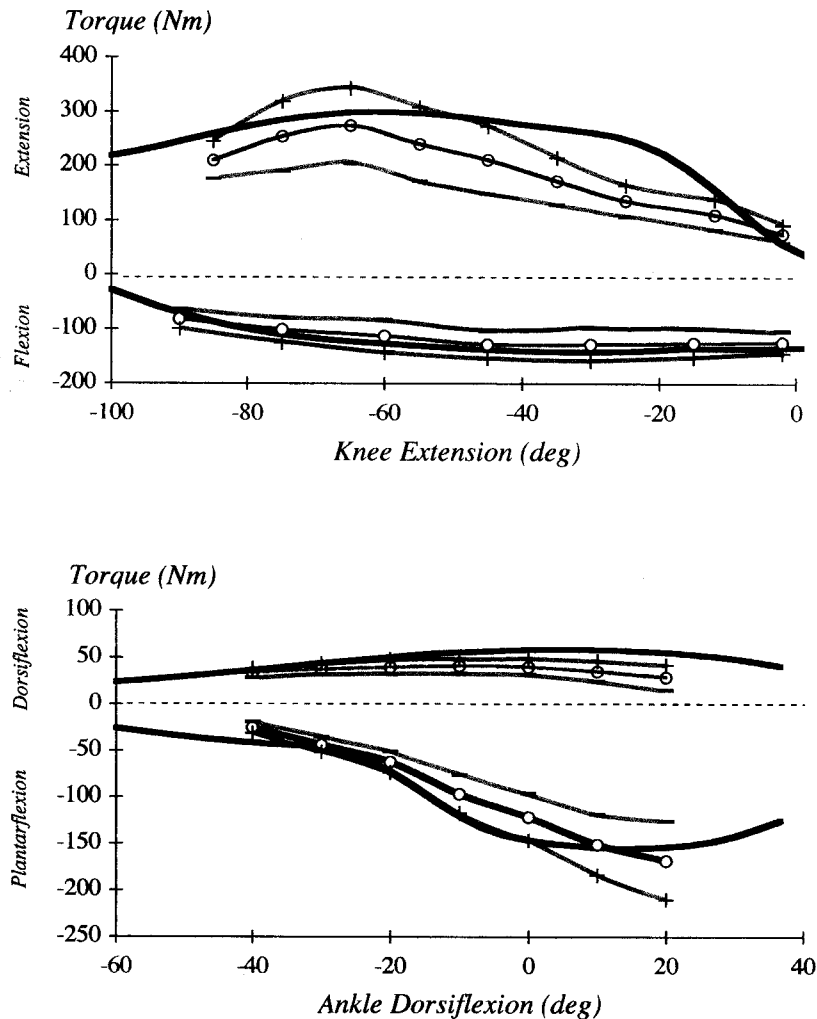 Torque (Nm)
400
300
200
100
0
-100
-200
Extension
Flexion
-100 -80 -60 -40 -20 0
Knee Extension (deg)
Torque (Nm)
100
50
0
-50
-100
-150
-200
-250
Dorsiflexion
Plantarflexion
-60 -40 -20 0 20 40
Ankle Dorsiflexion (deg)